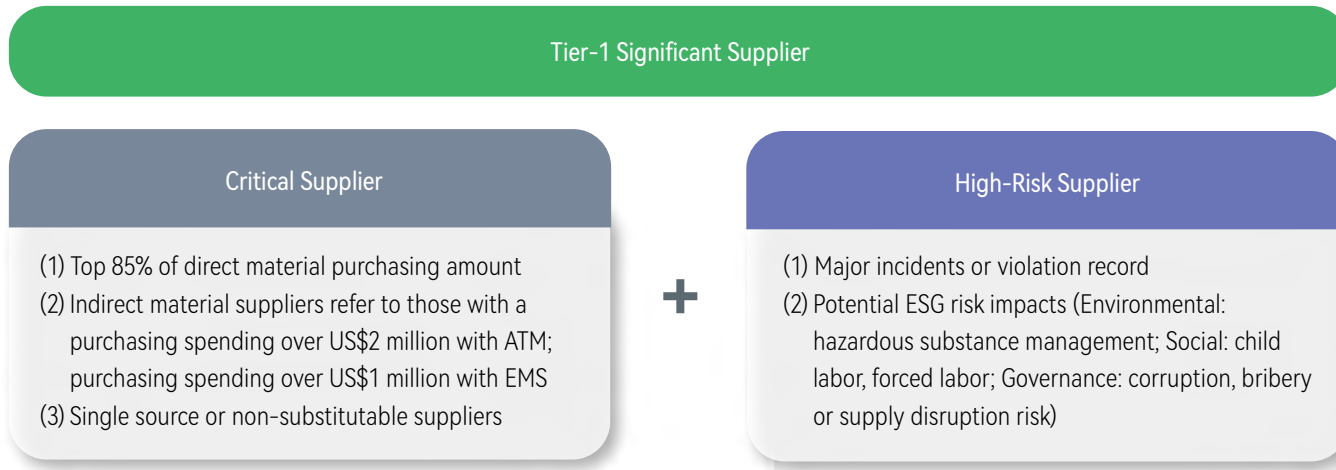 Tier-1 Significant Supplier
Critical Supplier
(1) Top 85% of direct material purchasing amount
(2) Indirect material suppliers refer to those with a
purchasing spending over US$2 million with ATM;
purchasing spending over US$1 million with EMS
(3) Single source or non-substitutable suppliers
+
High-Risk Supplier
(1) Major incidents or violation record
(2) Potential ESG risk impacts (Environmental:
hazardous substance management; Social: child
labor, forced labor; Governance: corruption, bribery
or supply disruption risk)